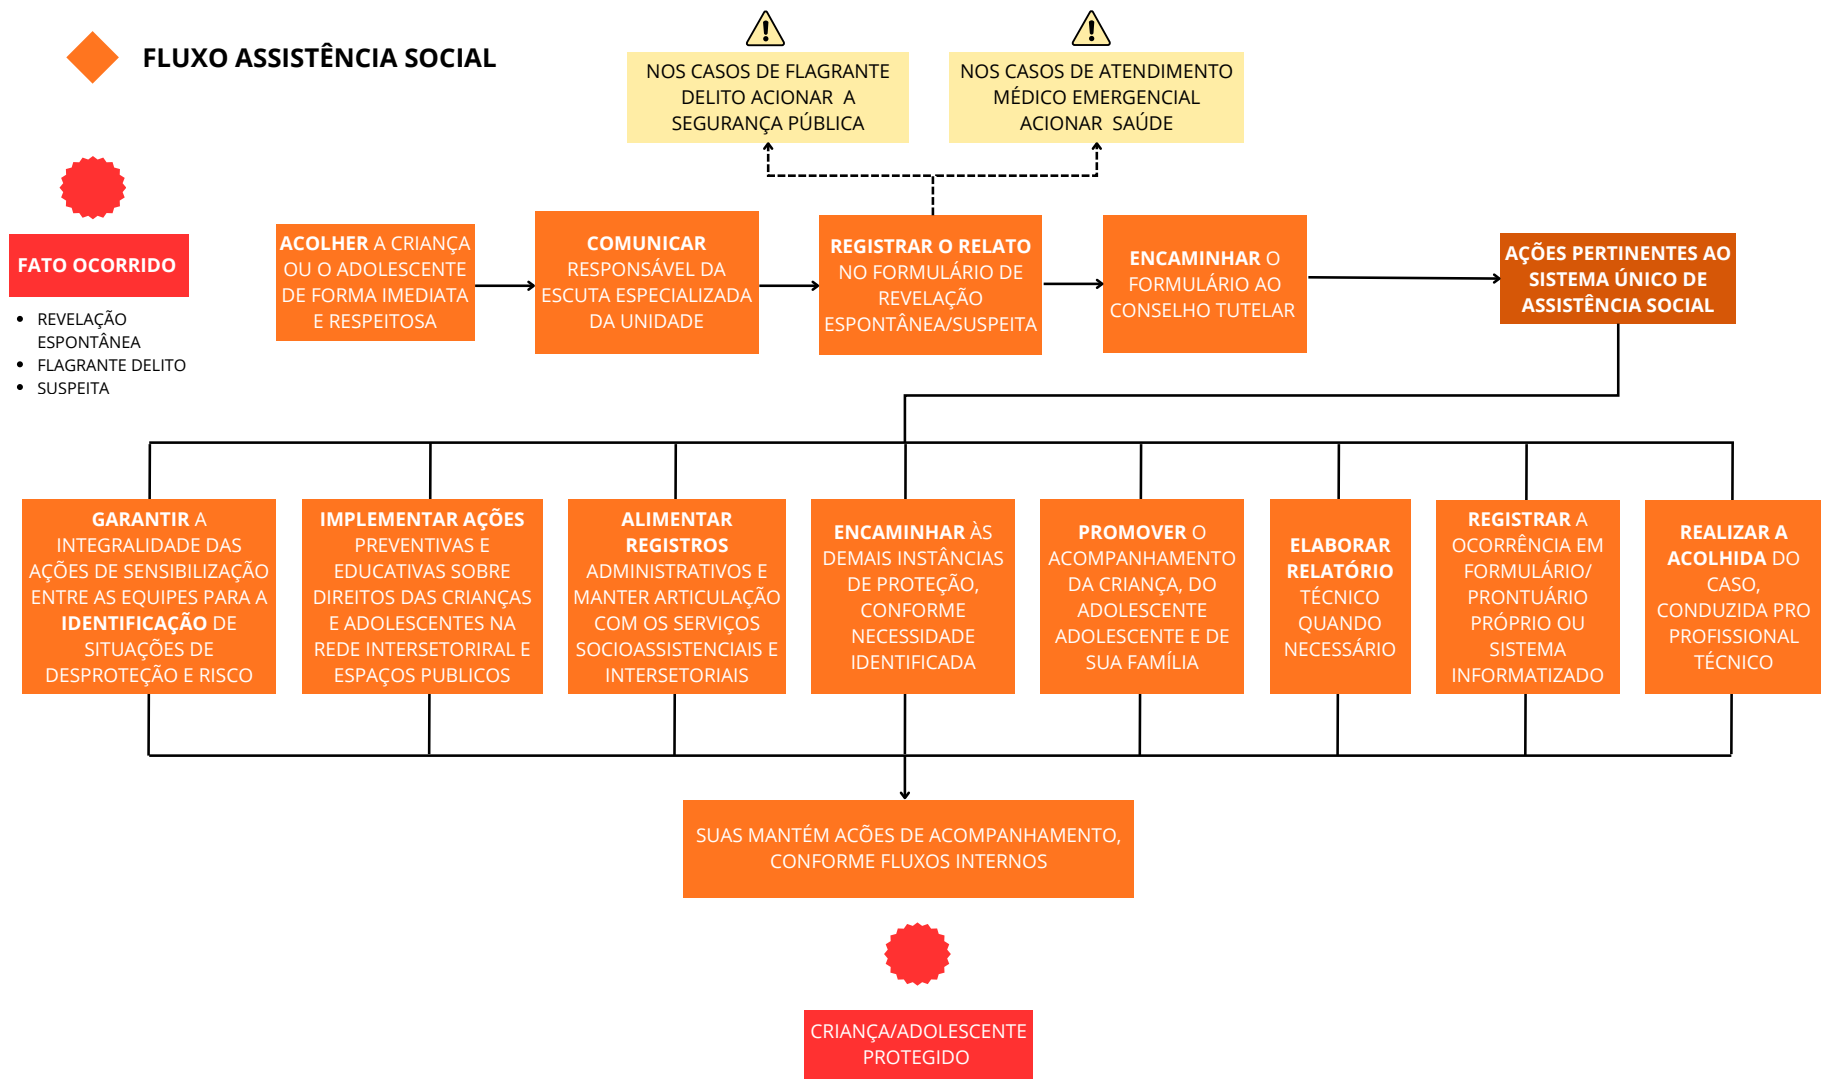 FLUXO ASSISTÊNCIA SOCIAL
NOS CASOS DE FLAGRANTE
DELITO ACIONAR A
SEGURANÇA PÚBLICA
NOS CASOS DE ATENDIMENTO
MÉDICO EMERGENCIAL
ACIONAR SAÚDE
FATO OCORRIDO
REVELAÇÃO
ESPONTÂNEA
FLAGRANTE DELITO
SUSPEITA
ACOLHER A CRIANÇA
OU O ADOLESCENTE
DE FORMA IMEDIATA
E RESPEITOSA
COMUNICAR
RESPONSÁVEL DA
ESCUTA ESPECIALIZADA
DA UNIDADE
REGISTRAR O RELATO
NO FORMULÁRIO DE
REVELAÇÃO
ESPONTÂNEA/SUSPEITA
ENCAMINHAR O
FORMULÁRIO AO
CONSELHO TUTELAR
AÇÕES PERTINENTES AO
SISTEMA ÚNICO DE
ASSISTÊNCIA SOCIAL
GARANTIR A
INTEGRALIDADE DAS
AÇÕES DE SENSIBILIZAÇÃO
ENTRE AS EQUIPES PARA A
IDENTIFICAÇÃO DE
SITUAÇÕES DE
DESPROTEÇÃO E RISCO
IMPLEMENTAR AÇÕES
PREVENTIVAS E
EDUCATIVAS SOBRE
DIREITOS DAS CRIANÇAS
E ADOLESCENTES NA
REDE INTERSETORIRAL E
ESPAÇOS PUBLICOS
ALIMENTAR
REGISTROS
ADMINISTRATIVOS E
MANTER ARTICULAÇÃO
COM OS SERVIÇOS
SOCIOASSISTENCIAIS E
INTERSETORIAIS
ENCAMINHAR ÀS
DEMAIS INSTÂNCIAS
DE PROTEÇÃO,
CONFORME
NECESSIDADE
IDENTIFICADA
PROMOVER O
ACOMPANHAMENTO
DA CRIANÇA, DO
ADOLESCENTE
ADOLESCENTE E DE
SUA FAMÍLIA
ELABORAR
RELATÓRIO
TÉCNICO
QUANDO
NECESSÁRIO
REGISTRAR A
OCORRÊNCIA EM
FORMULÁRIO/
PRONTUÁRIO
PRÓPRIO OU
SISTEMA
INFORMATIZADO
REALIZAR A
ACOLHIDA DO
CASO,
CONDUZIDA PRO
PROFISSIONAL
TÉCNICO
SUAS MANTÉM ACÕES DE ACOMPANHAMENTO,
CONFORME FLUXOS INTERNOS
CRIANÇA/ADOLESCENTE
PROTEGIDO